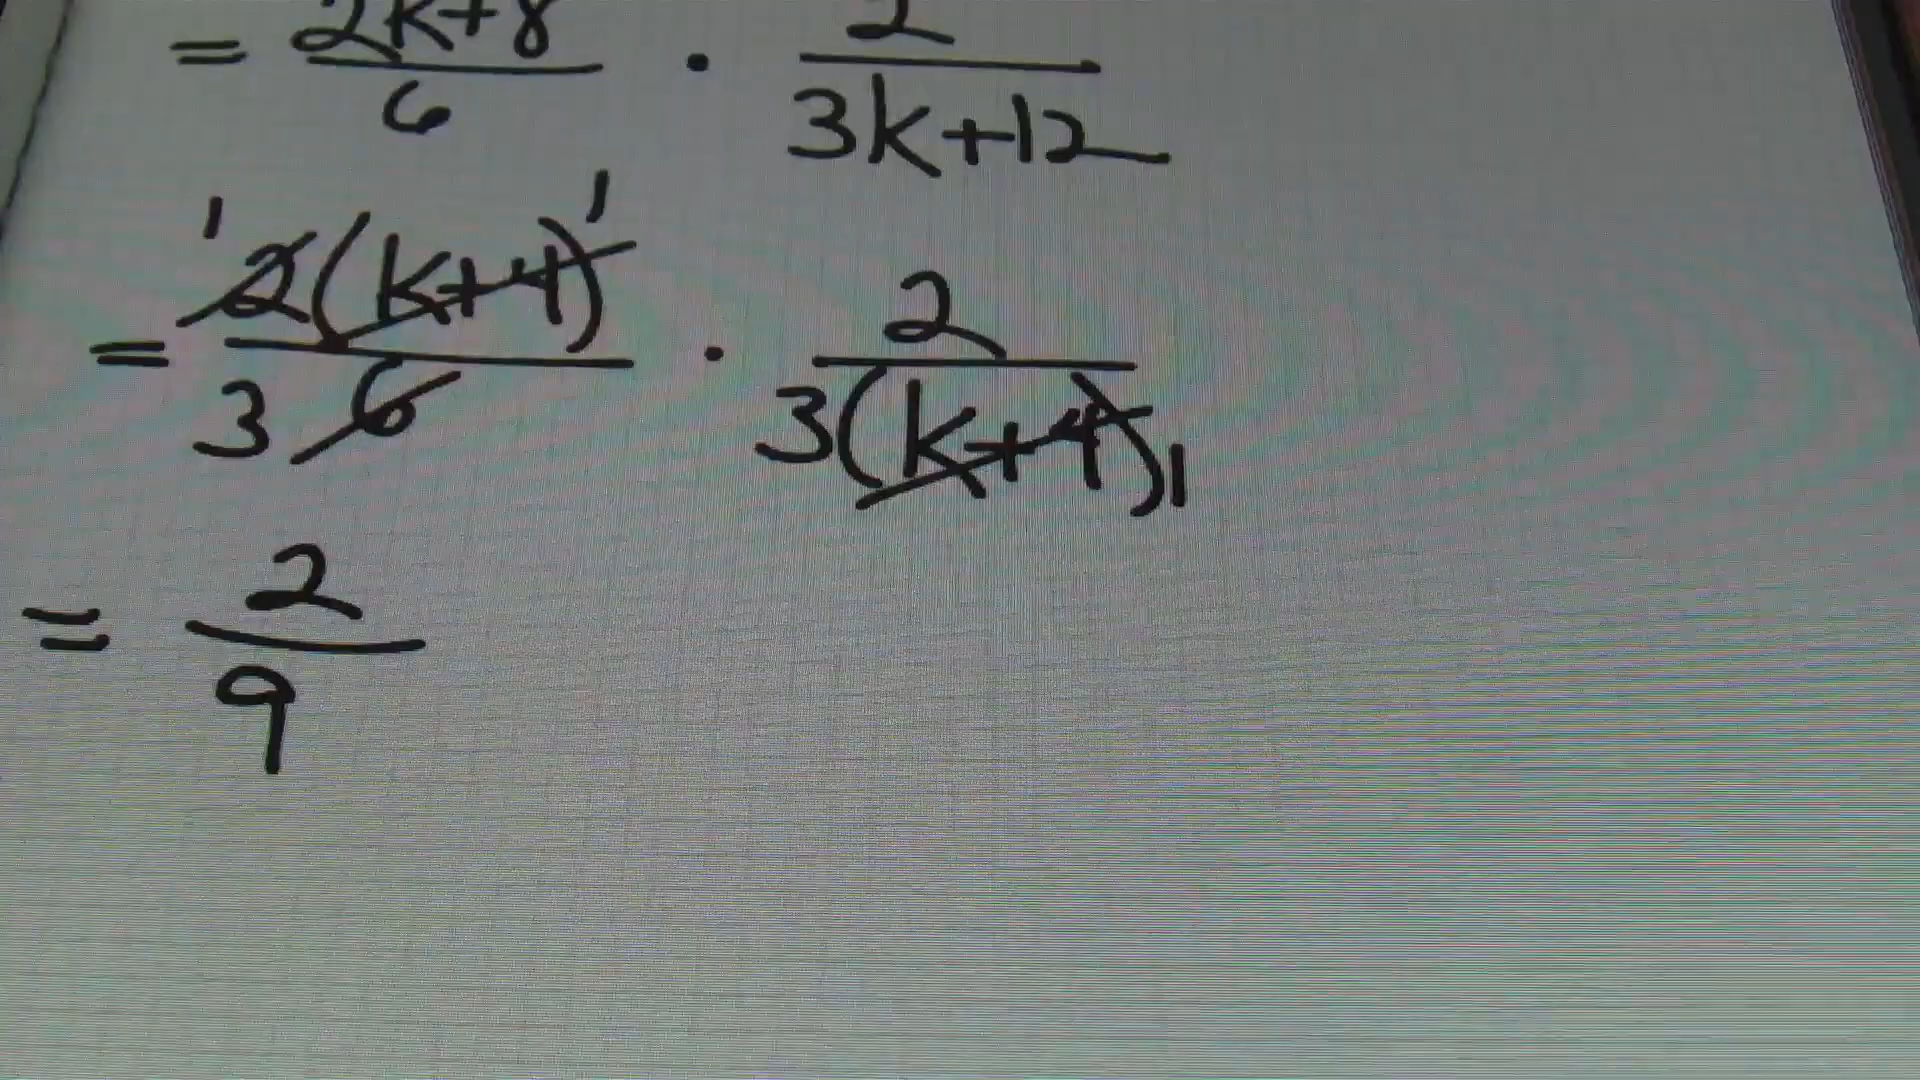 = 2k+8/6 · 2/3k+12
= 1 2(k+4) 1/3 6 · 2/3(k+4) 1
= 2/9